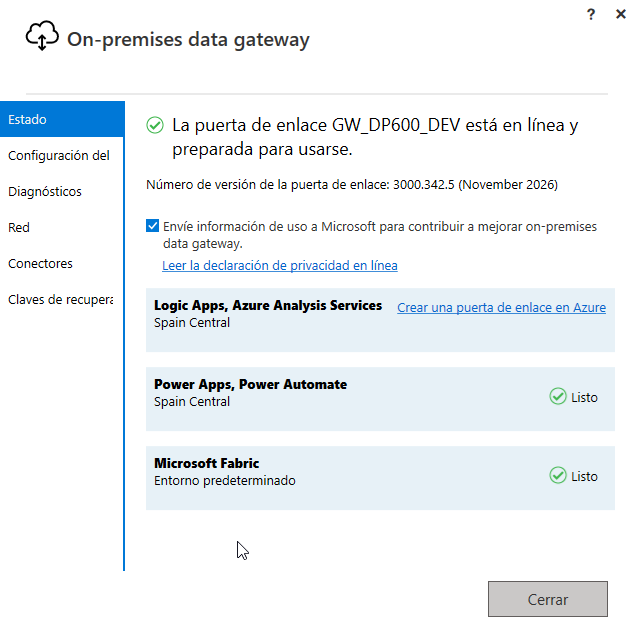 ? ×
On-premises data gateway
Estado
Configuración del
Diagnósticos
Red
Conectores
Claves de recupera
La puerta de enlace GW_DP600_DEV está en línea y
preparada para usarse.
Número de versión de la puerta de enlace: 3000.342.5 (November 2026)
Envíe información de uso a Microsoft para contribuir a mejorar on-premises
data gateway.
Leer la declaración de privacidad en línea
Logic Apps, Azure Analysis Services Crear una puerta de enlace en Azure
Spain Central
Power Apps, Power Automate
Spain Central
Listo
Microsoft Fabric
Entorno predeterminado
Listo
Cerrar